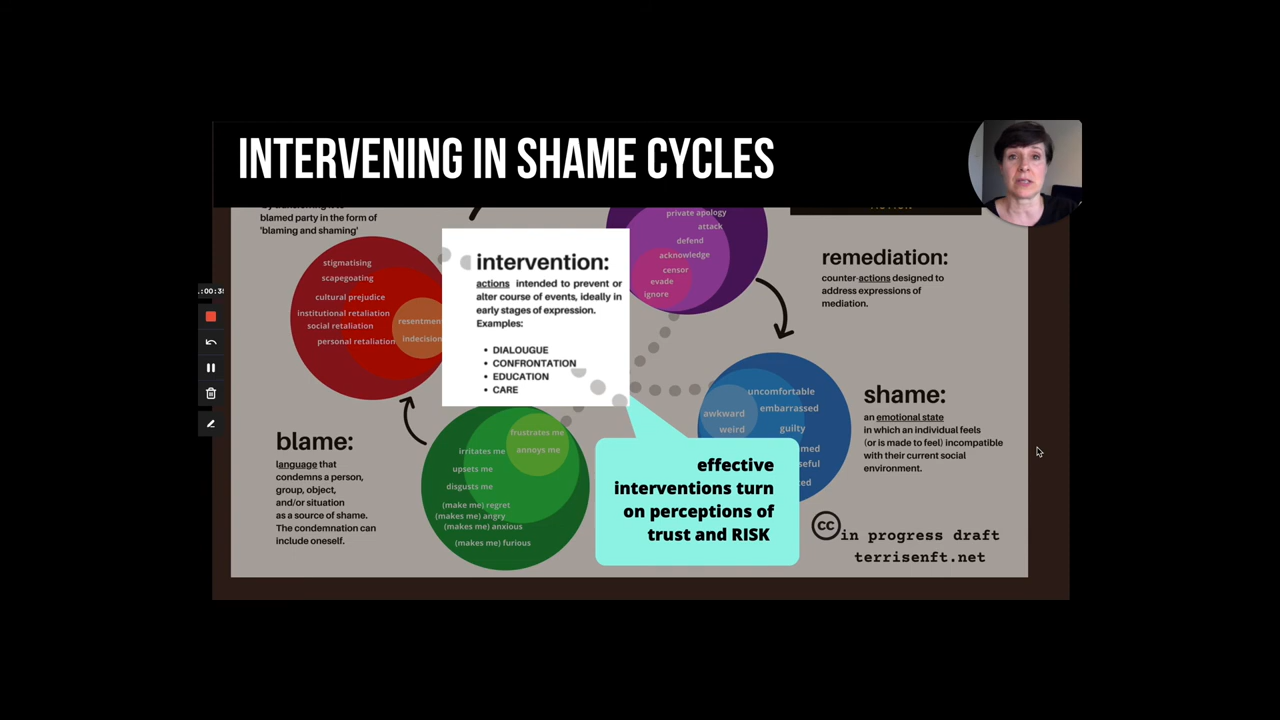 INTERVENING IN SHAME CYCLES
blamed party in the form of
'blaming and shaming'
stigmatising
scapegoating
cultural prejudice
institutional retaliation
social retaliation
personal retaliation
indecision
intervention:
actions intended to prevent or
alter course of events, ideally in
early stages of expression.
Examples:
• DIALOGUE
• CONFRONTATION
• EDUCATION
• CARE
private apology
attack
defend
acknowledge
censor
evade
ignore
remediation:
counter-actions designed to
address expressions of
mediation.
shame:
an emotional state
in which an individual feels
(or is made to feel) incompatible
with their current social
environment.
uncomfortable
embarrassed
awkward
guilty
weird
blame:
language that
condemns a person,
group, object,
and/or situation
as a source of shame.
The condemnation can
include oneself.
frustrates me
annoys me
irritates me
upsets me
disgusts me
(make me) regret
(makes me) angry
(makes me) anxious
(makes me) furious
effective
interventions turn
on perceptions of
trust and RISK
cc in progress draft
terrisenft.net